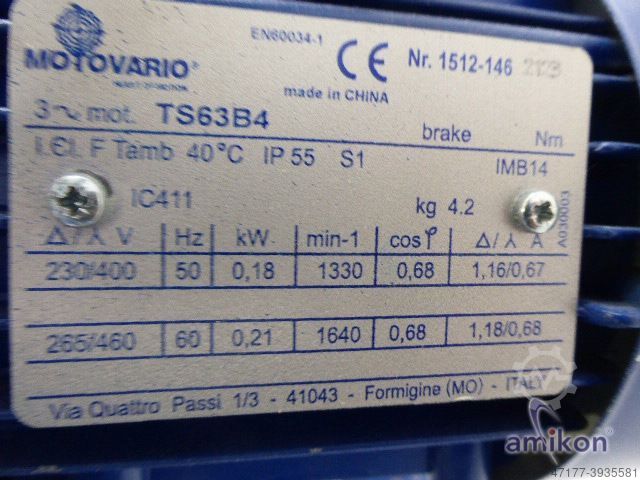 EN60034-1
MOTOVARIO®
CE
Nr. 1512-146
made in CHINA
3~ mot. TS63B4
brake Nm
I.Cl. F Tamb 40°C IP 55 S1
IMB14
IC411
kg 4.2
A030003
Δ/⅄ V Hz kW min-1 cosφ Δ/⅄ A
230/400 50 0,18 1330 0,68 1,16/0,67
265/460 60 0,21 1640 0,68 1,18/0,68
Via Quattro Passi 1/3 - 41043 - Formigine (MO) - ITALY
amikon
47177-3935581